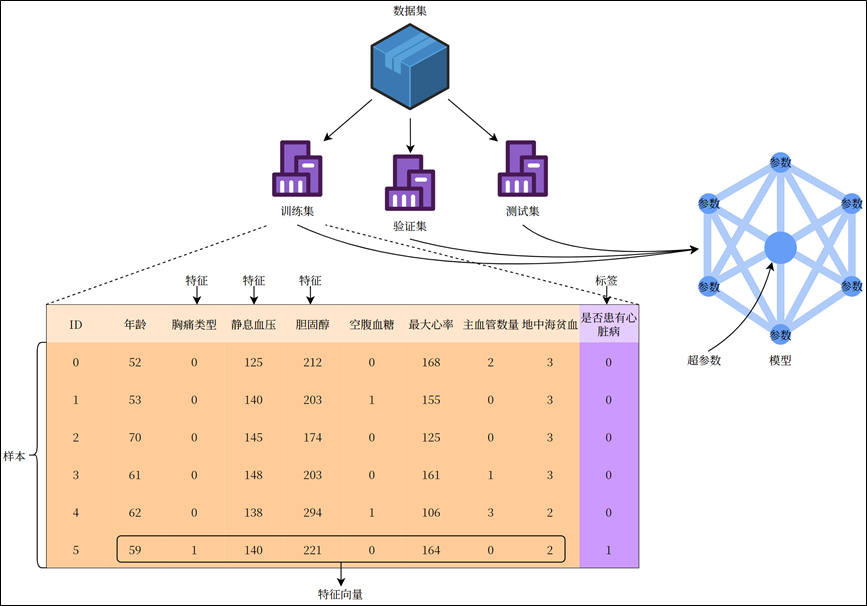 数据集
训练集
验证集
测试集
特征 特征 特征 标签
ID 年龄 胸痛类型 静息血压 胆固醇 空腹血糖 最大心率 主血管数量 地中海贫血 是否患有心
脏病
0 52 0 125 212 0 168 2 3 0
1 53 0 140 203 1 155 0 3 0
2 70 0 145 174 0 125 0 3 0
3 61 0 148 203 0 161 1 3 0
4 62 0 138 294 1 106 3 2 0
5 59 1 140 221 0 164 0 2 1
样本
特征向量
参数
参数
参数
参数
参数
参数
超参数
模型